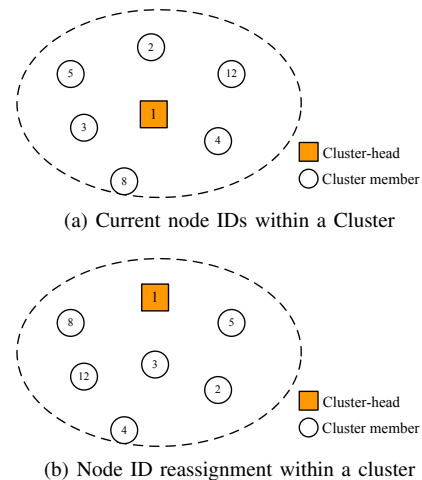 2
5
12
1
3
4
8
Cluster-head
Cluster member
(a) Current node IDs within a Cluster
1
8
5
3
12
2
4
Cluster-head
Cluster member
(b) Node ID reassignment within a cluster